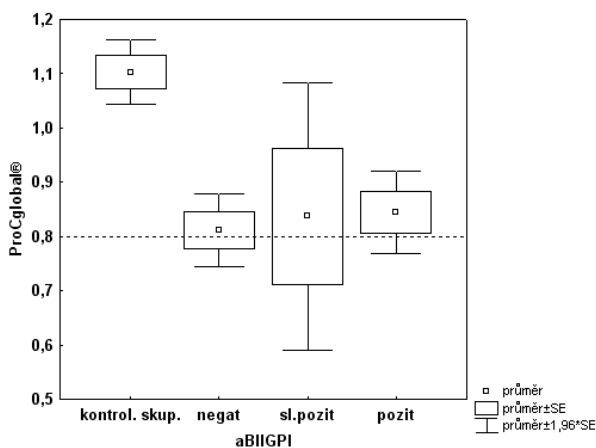 1,2
1,1
1,0
0,9
0,8
0,7
0,6
0,5
ProCglobal®
kontrol. skup. negat sl.pozit pozit
aBIIGPI
průměr
průměr±SE
průměr±1,96*SE